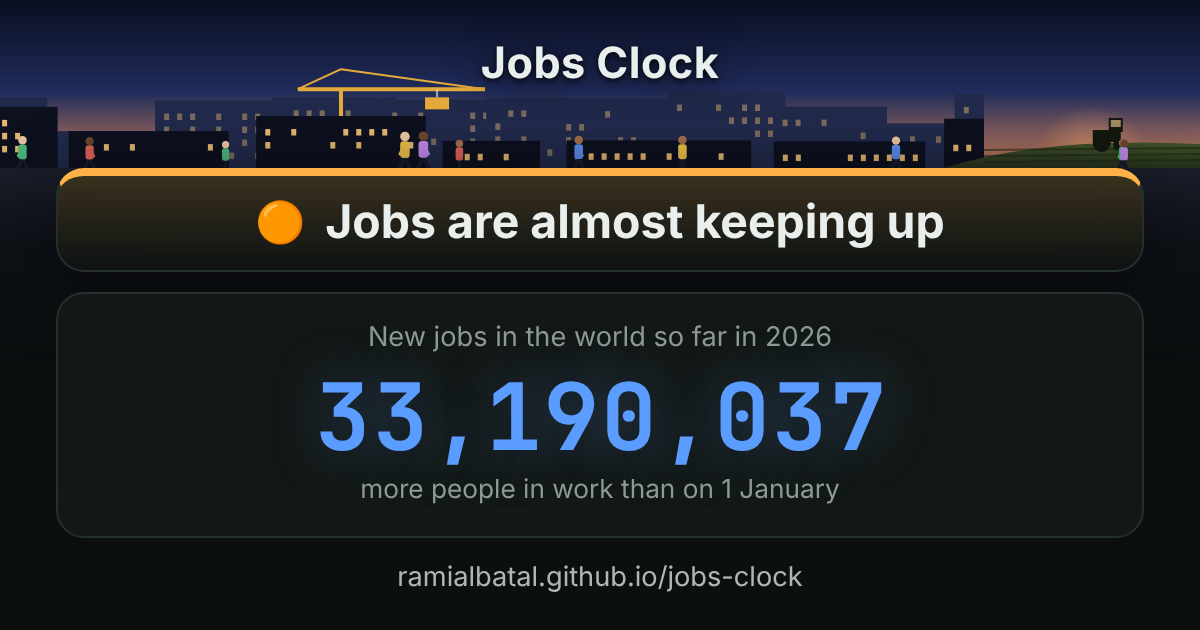 Jobs Clock
Jobs are almost keeping up
New jobs in the world so far in 2026
33,190,037
more people in work than on 1 January
ramialbatal.github.io/jobs-clock